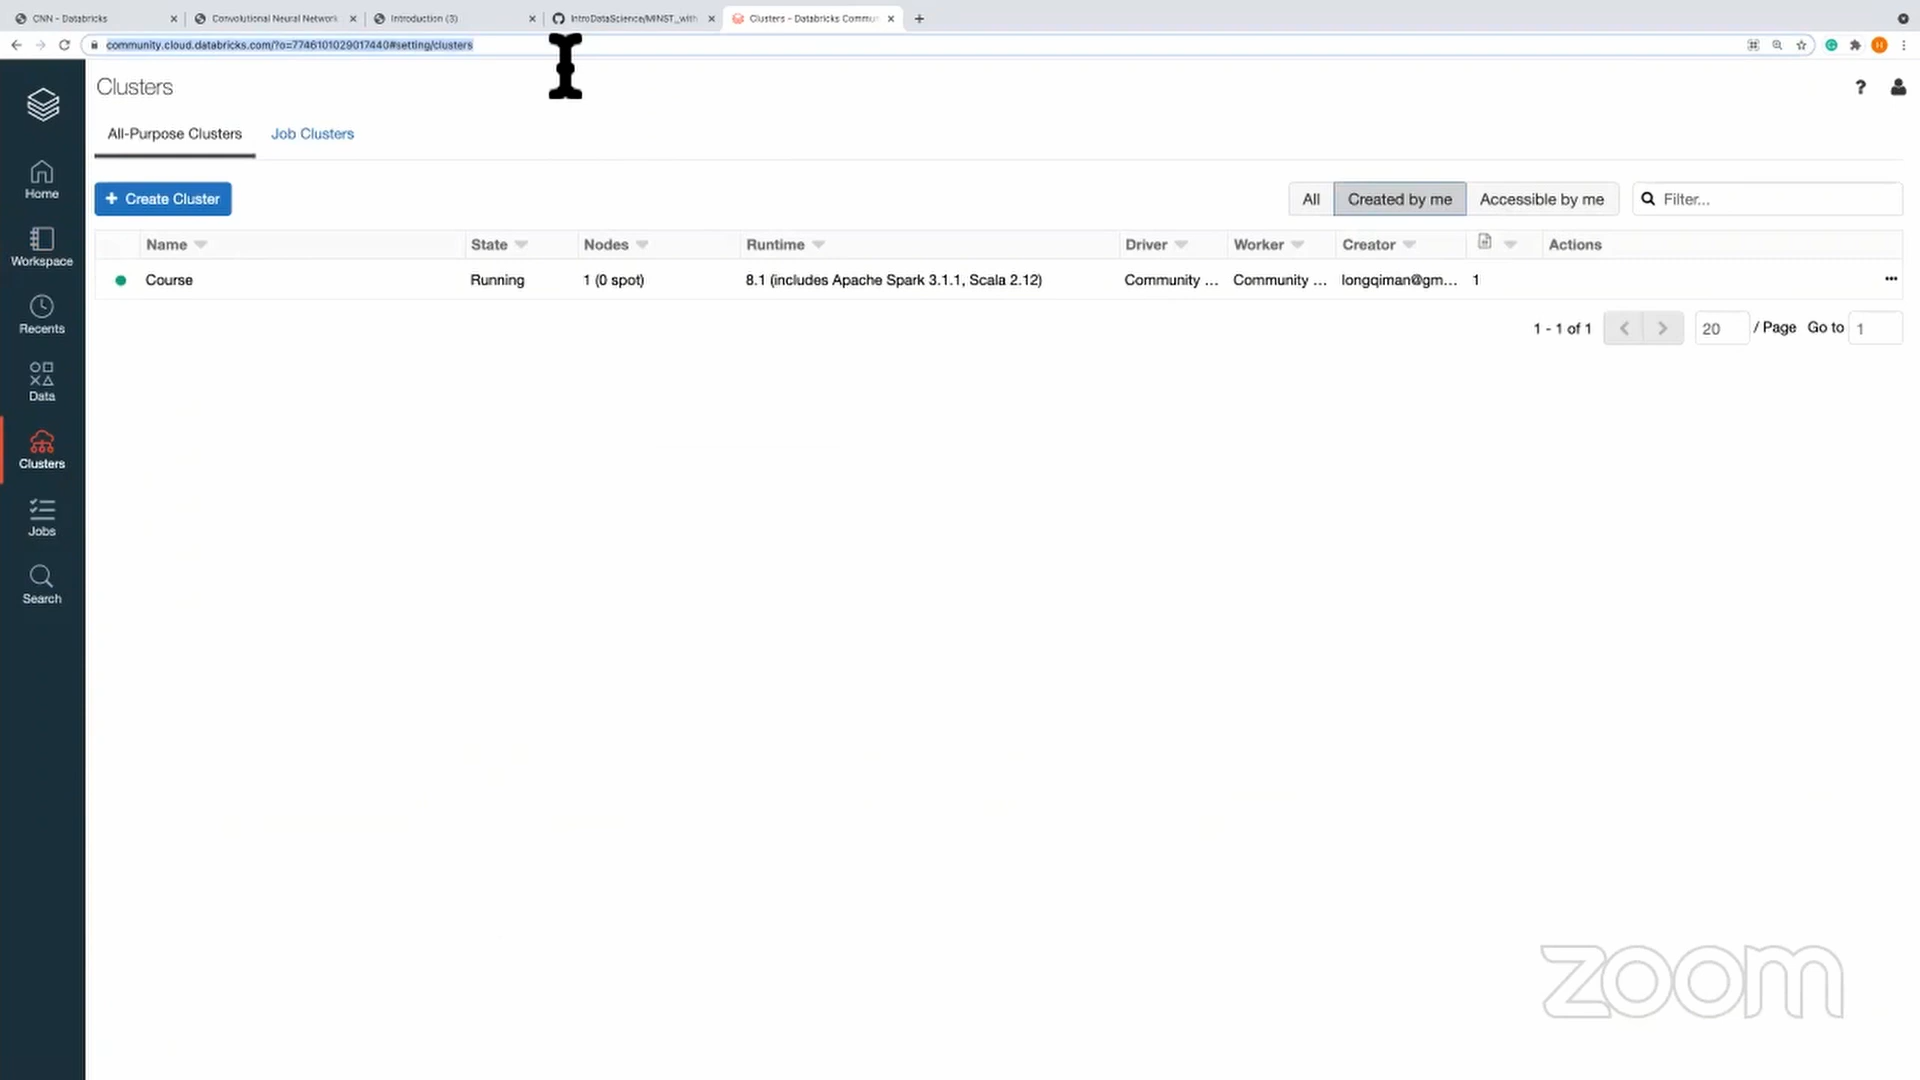 CNN - Databricks
Convolutional Neural Network
Introduction (3)
IntroDataScience/MINST_with
Clusters - Databricks Commu
community.cloud.databricks.com/?o=7746101029017440#setting/clusters
H
Clusters
?
All-Purpose Clusters
Job Clusters
Home
+ Create Cluster
All
Created by me
Accessible by me
Filter...
Workspace
Name
State
Nodes
Runtime
Driver
Worker
Creator
Actions
Course
Running
1 (0 spot)
8.1 (includes Apache Spark 3.1.1, Scala 2.12)
Community ...
Community ...
longqiman@gm...
1
Recents
1 - 1 of 1
20
/ Page
Go to
1
Data
Clusters
Jobs
Search
zoom